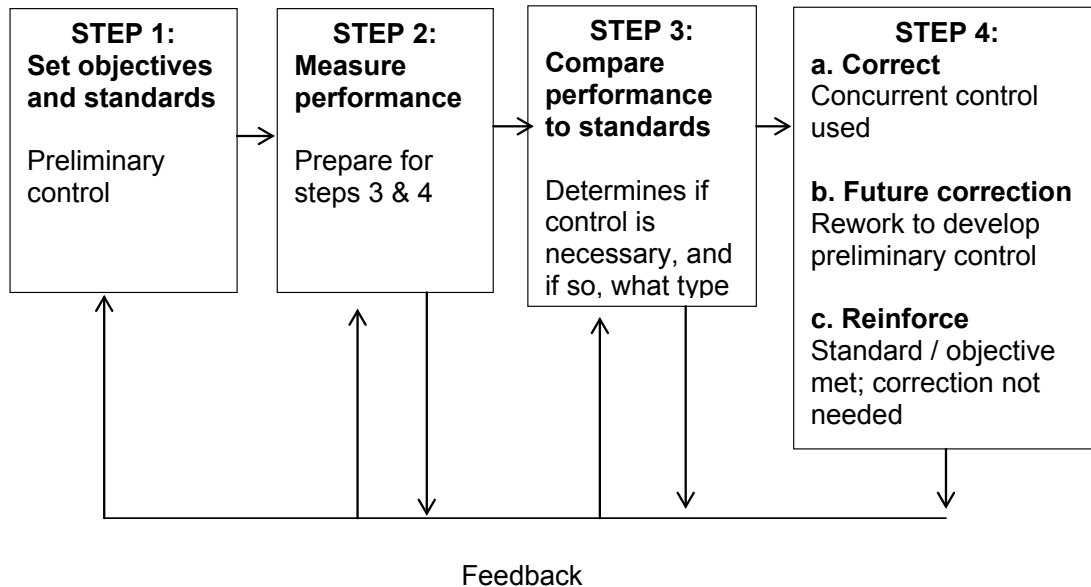 STEP 1:
Set objectives
and standards
Preliminary
control
STEP 2:
Measure
performance
Prepare for
steps 3 & 4
STEP 3:
Compare
performance
to standards
Determines if
control is
necessary, and
if so, what type
STEP 4:
a. Correct
Concurrent control
used
b. Future correction
Rework to develop
preliminary control
c. Reinforce
Standard / objective
met; correction not
needed
Feedback